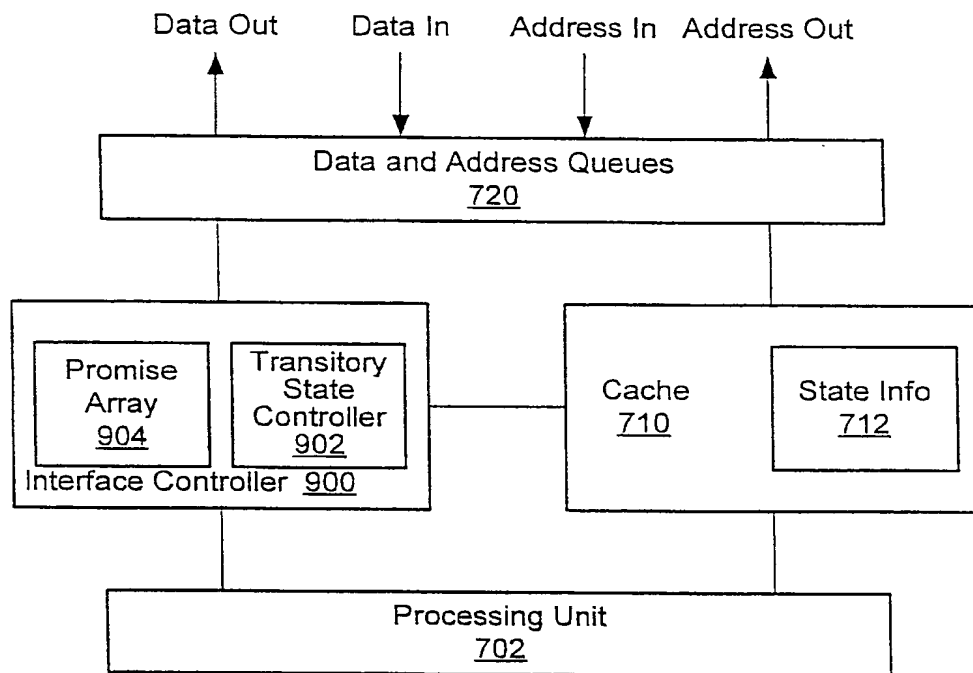 Data Out
Data In
Address In
Address Out
Data and Address Queues
720
Promise
Array
904
Transitory
State
Controller
902
Interface Controller 900
Cache
710
State Info
712
Processing Unit
702